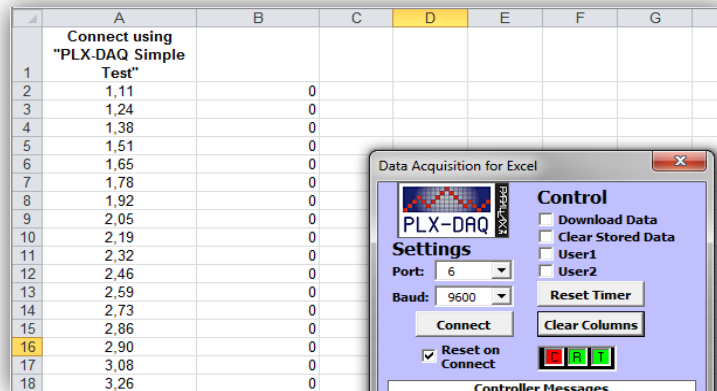 A B C D E F G
1 Connect using
"PLX-DAQ Simple
Test"
2 1,11 0
3 1,24 0
4 1,38 0
5 1,51 0
6 1,65 0
7 1,78 0
8 1,92 0
9 2,05 0
10 2,19 0
11 2,32 0
12 2,46 0
13 2,59 0
14 2,73 0
15 2,86 0
16 2,90 0
17 3,08 0
18 3,26 0
Data Acquisition for Excel
X
PLX-DAQ
PARALLAX
Control
Download Data
Clear Stored Data
User1
User2
Settings
Port: 6
Baud: 9600
Reset Timer
Connect
Clear Columns
Reset on
Connect
C R T
Controller Messages